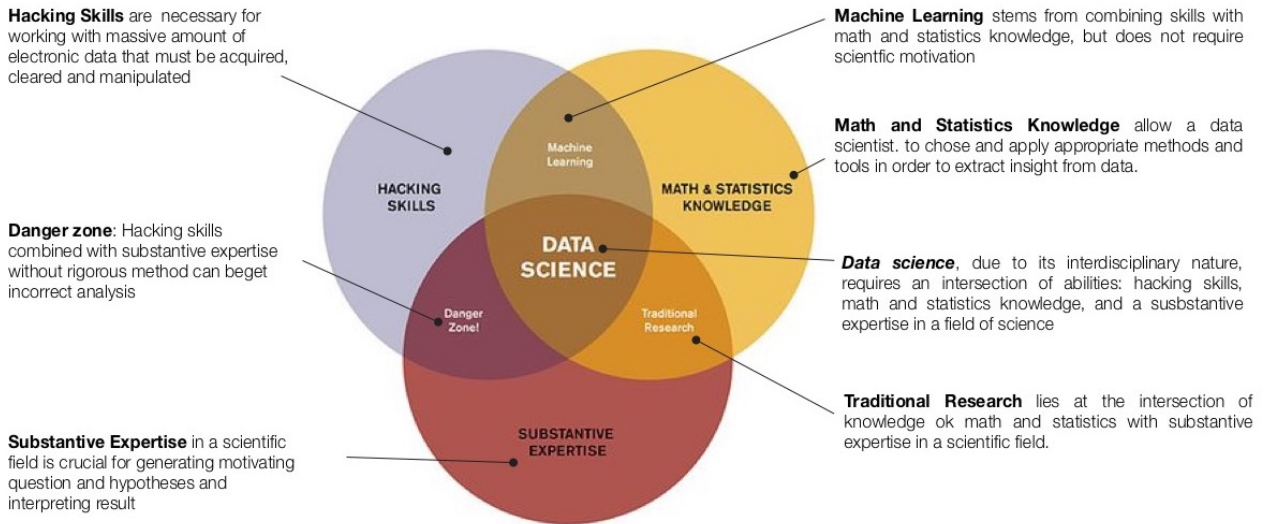 Hacking Skills are necessary for
working with massive amount of
electronic data that must be acquired,
cleared and manipulated
Danger zone: Hacking skills
combined with substantive expertise
without rigorous method can beget
incorrect analysis
Substantive Expertise in a scientific
field is crucial for generating motivating
question and hypotheses and
interpreting result
HACKING
SKILLS
Machine
Learning
MATH & STATISTICS
KNOWLEDGE
DATA
SCIENCE
Danger
Zone!
Traditional
Research
SUBSTANTIVE
EXPERTISE
Machine Learning stems from combining skills with
math and statistics knowledge, but does not require
scientfic motivation
Math and Statistics Knowledge allow a data
scientist. to chose and apply appropriate methods and
tools in order to extract insight from data.
Data science, due to its interdisciplinary nature,
requires an intersection of abilities: hacking skills,
math and statistics knowledge, and a susbstantive
expertise in a field of science
Traditional Research lies at the intersection of
knowledge ok math and statistics with substantive
expertise in a scientific field.